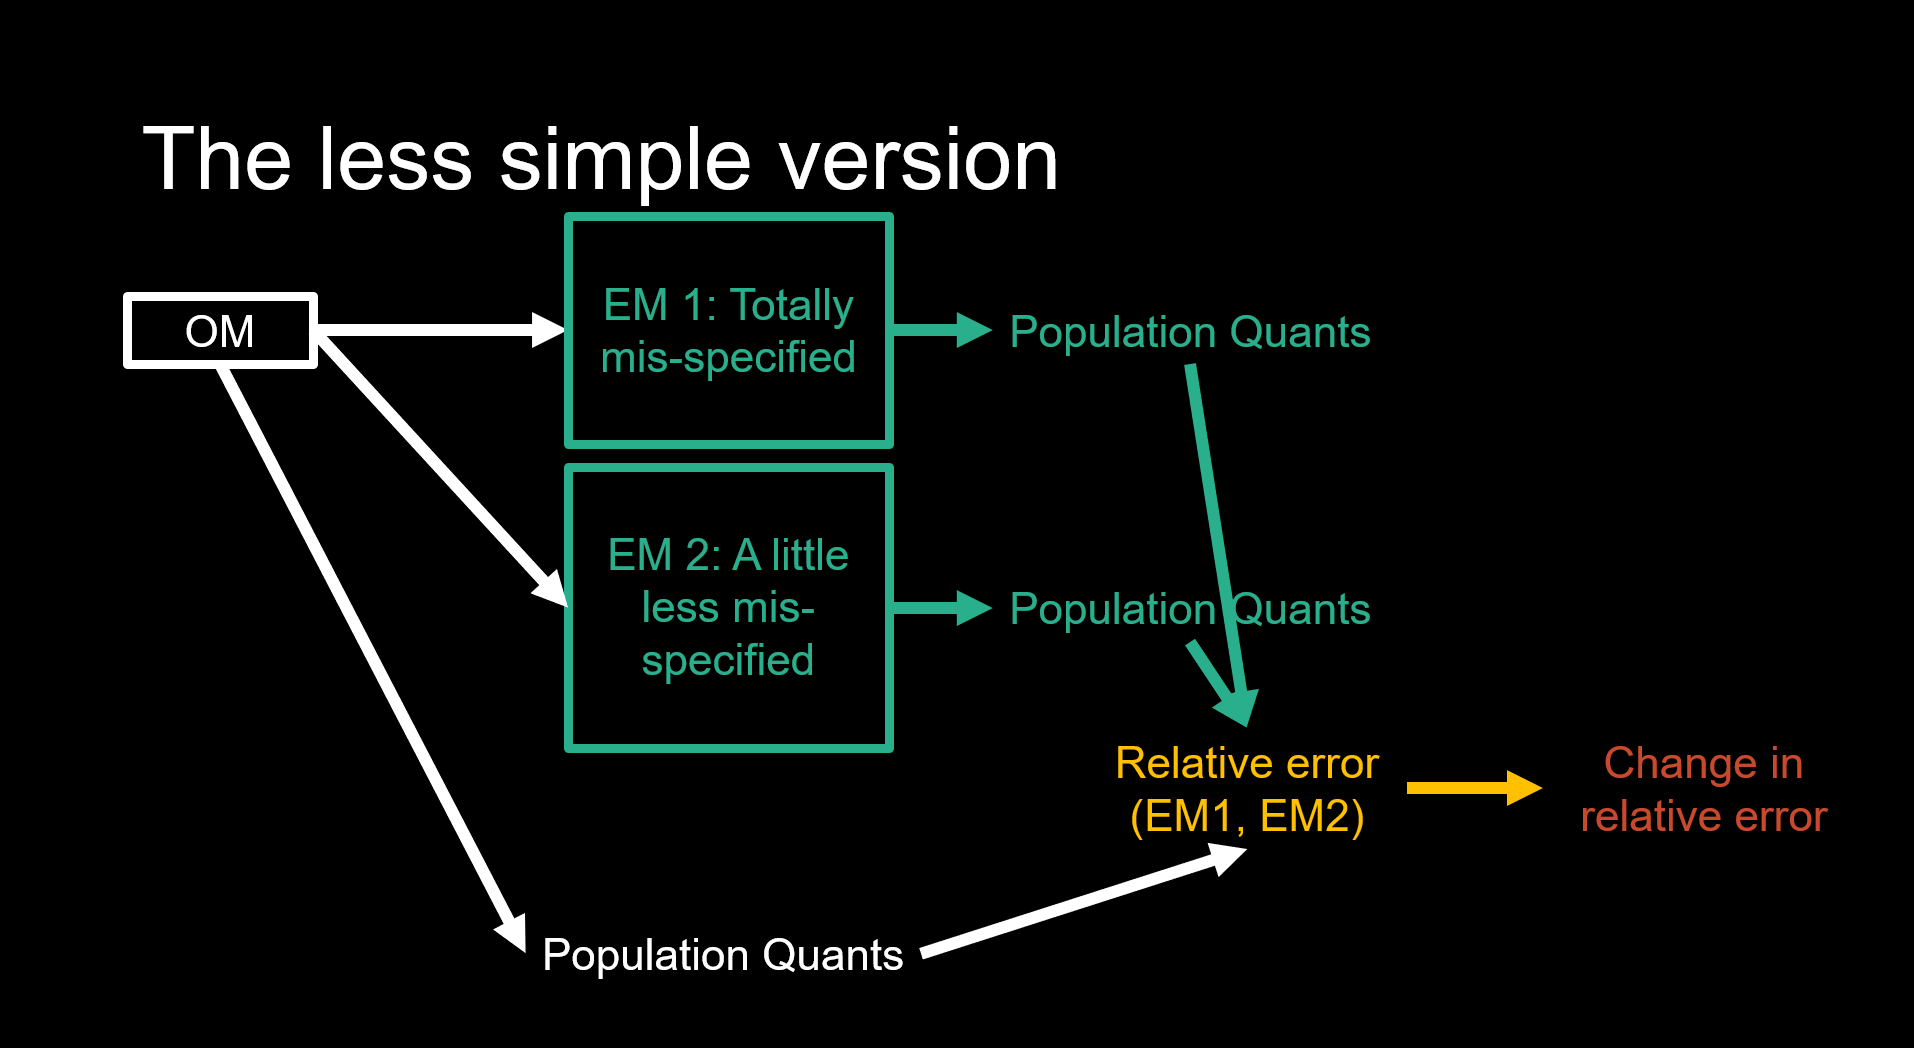 The less simple version
OM
EM 1: Totally
mis-specified
Population Quants
EM 2: A little
less mis-
specified
Population Quants
Relative error
(EM1, EM2)
Change in
relative error
Population Quants